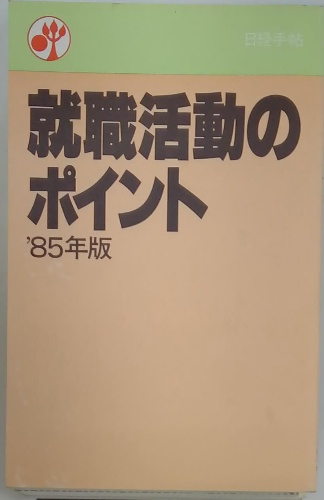 日経手帖
就職活動の
ポイント
'85年版